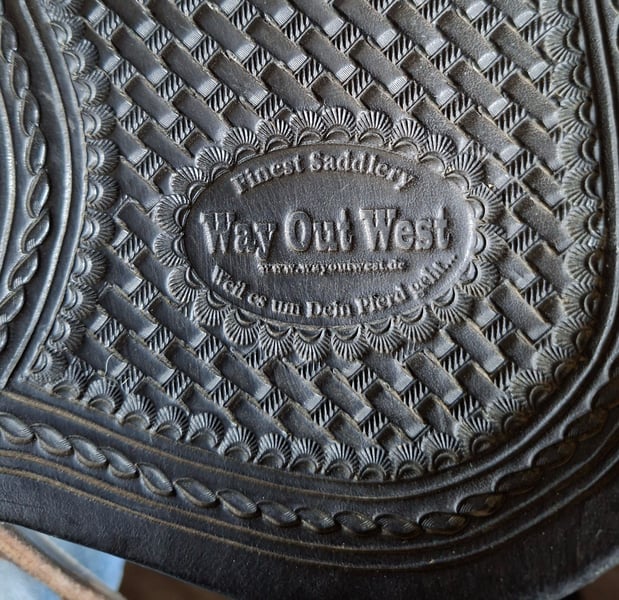 Finest Saddlery
Way Out West
www.wayoutwest.de
Weil es um Dein Pferd geht...